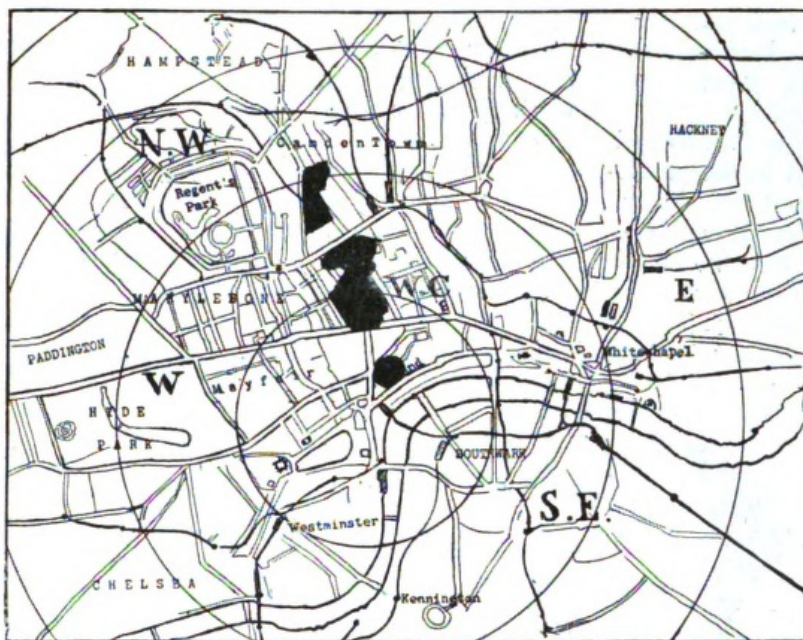 HAMPSTEAD
N.W.
Camden Town
HACKNEY
Regent's
Park
MARYLEBONE
W.C
E
PADDINGTON
Whitechapel
W
Mayfair
HYDE
PARK
SOUTHWARK
S.E.
Westminster
CHELSEA
Kennington